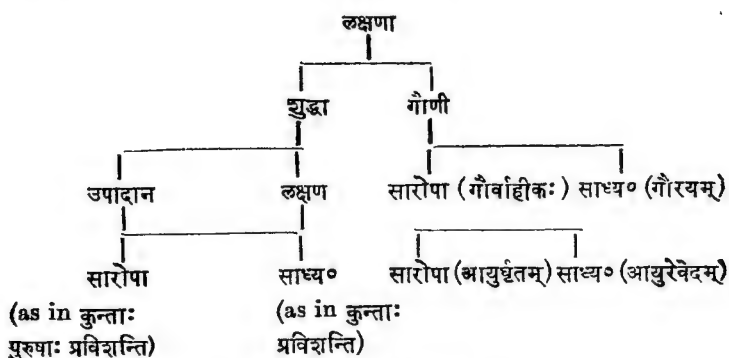 लक्षणा
शुद्धा गौणी
उपादान लक्षण सारोपा (गौर्वाहीकः) साध्य० (गौरयम्)
सारोपा साध्य० सारोपा (आयुर्घृतम्) साध्य० (आयुरेवेदम्)
(as in कुन्ताः (as in कुन्ताः
पुरुषाः प्रविशन्ति) प्रविशन्ति)